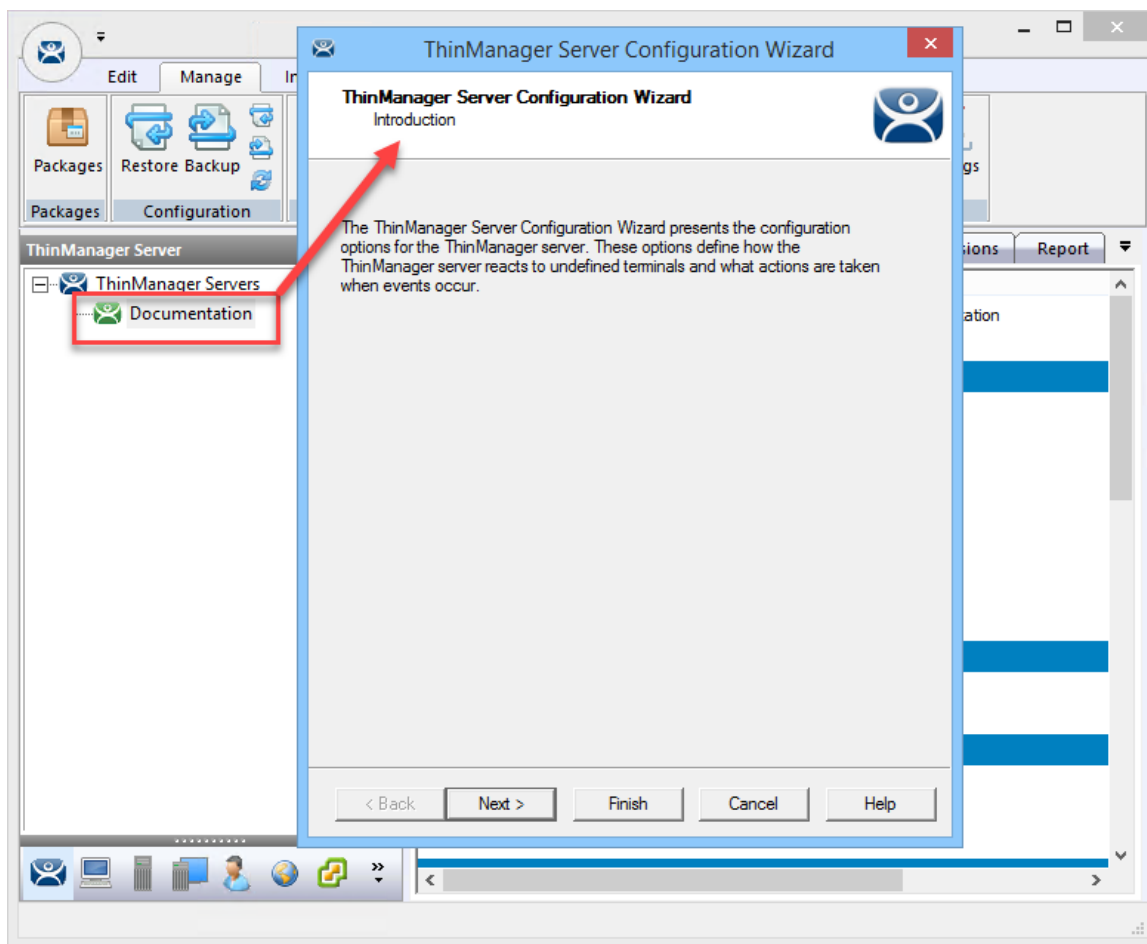 ThinManager Server Configuration Wizard
Edit Manage
ThinManager Server Configuration Wizard
Introduction
Packages Restore Backup
Packages Configuration
The ThinManager Server Configuration Wizard presents the configuration
options for the ThinManager server. These options define how the
ThinManager server reacts to undefined terminals and what actions are taken
when events occur.
ThinManager Server
Report
ThinManager Servers
Documentation
< Back Next > Finish Cancel Help